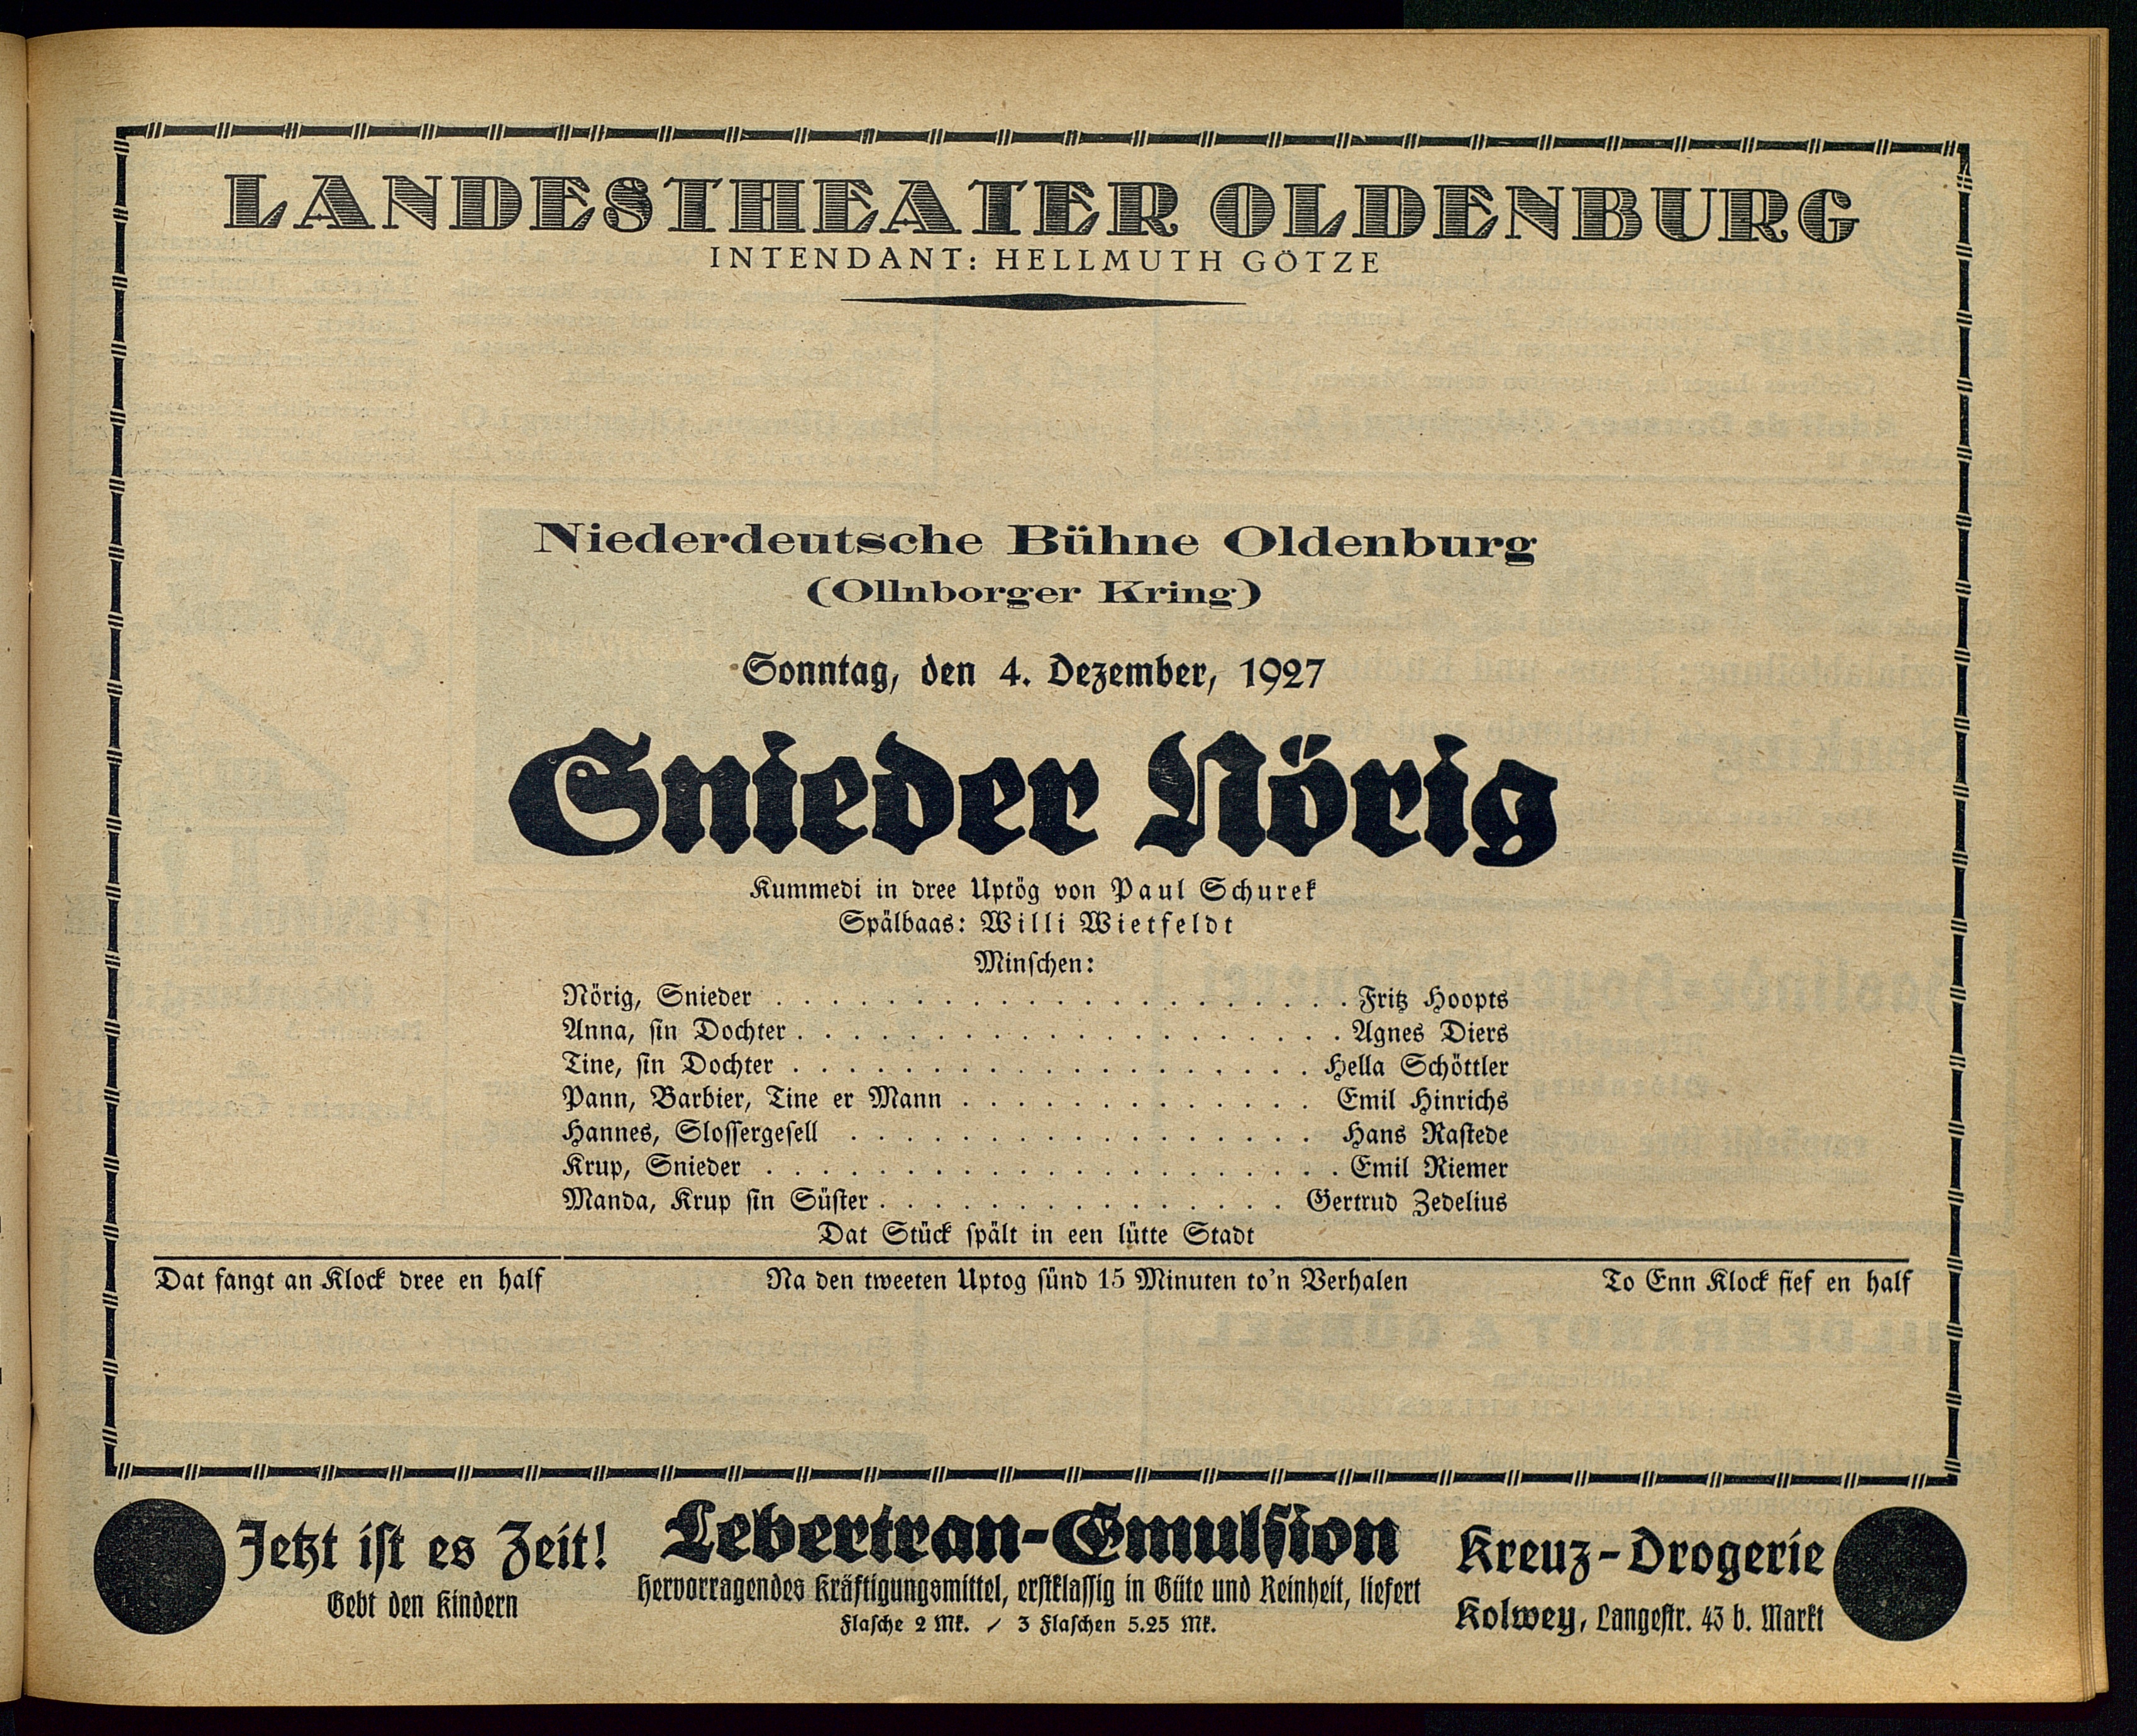 LANDESTHEATER OLDENBURG
INTENDANT: HELLMUTH GÖTZE
Niederdeutsche Bühne Oldenburg
(Ollnborger Kring)
Sonntag, den 4. Dezember, 1927
Snieder Nörig
Kummedi in dree Uptög von Paul Schurek
Spälbaas: Willi Wietfeldt
Minschen:
Nörig, Snieder . . . . . . . . . . . . . . . . . . . . . Fritz Hoopts
Anna, sin Dochter . . . . . . . . . . . . . . . . . . . . Agnes Diers
Tine, sin Dochter . . . . . . . . . . . . . . . . . . . Hella Schöttler
Pann, Barbier, Tine er Mann . . . . . . . . . . . . . Emil Hinrichs
Hannes, Slossergesell . . . . . . . . . . . . . . . . . Hans Rastede
Krup, Snieder . . . . . . . . . . . . . . . . . . . . . Emil Riemer
Manda, Krup sin Süster . . . . . . . . . . . . . . . Gertrud Zedelius
Dat Stück spält in een lütte Stadt
Dat fangt an Klock dree en half Na den tweeten Uptog sünd 15 Minuten to'n Verhalen To Enn Klock fief en half
Jetzt ist es Zeit!
Gebt den Kindern
Lebertran-Emulsion
Hervorragendes Kräftigungsmittel, erstklassig in Güte und Reinheit, liefert
Flasche 2 Mk. / 3 Flaschen 5.25 Mk.
Kreuz-Drogerie
Kolwey, Langestr. 43 b. Markt